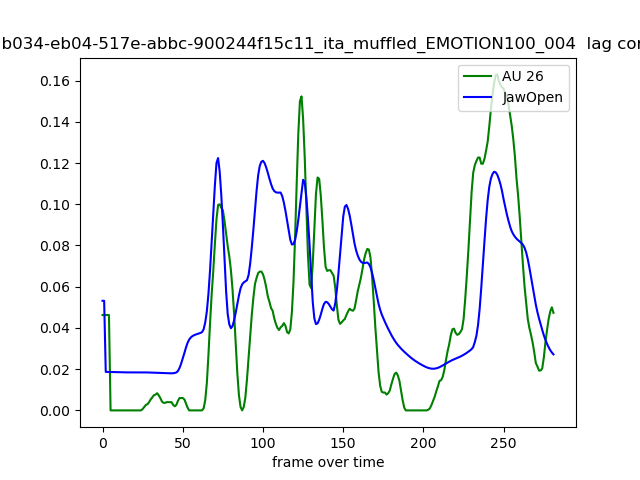 b034-eb04-517e-abbc-900244f15c11_ita_muffled_EMOTION100_004 lag cor
AU 26
JawOpen
0.16
0.14
0.12
0.10
0.08
0.06
0.04
0.02
0.00
0 50 100 150 200 250
frame over time